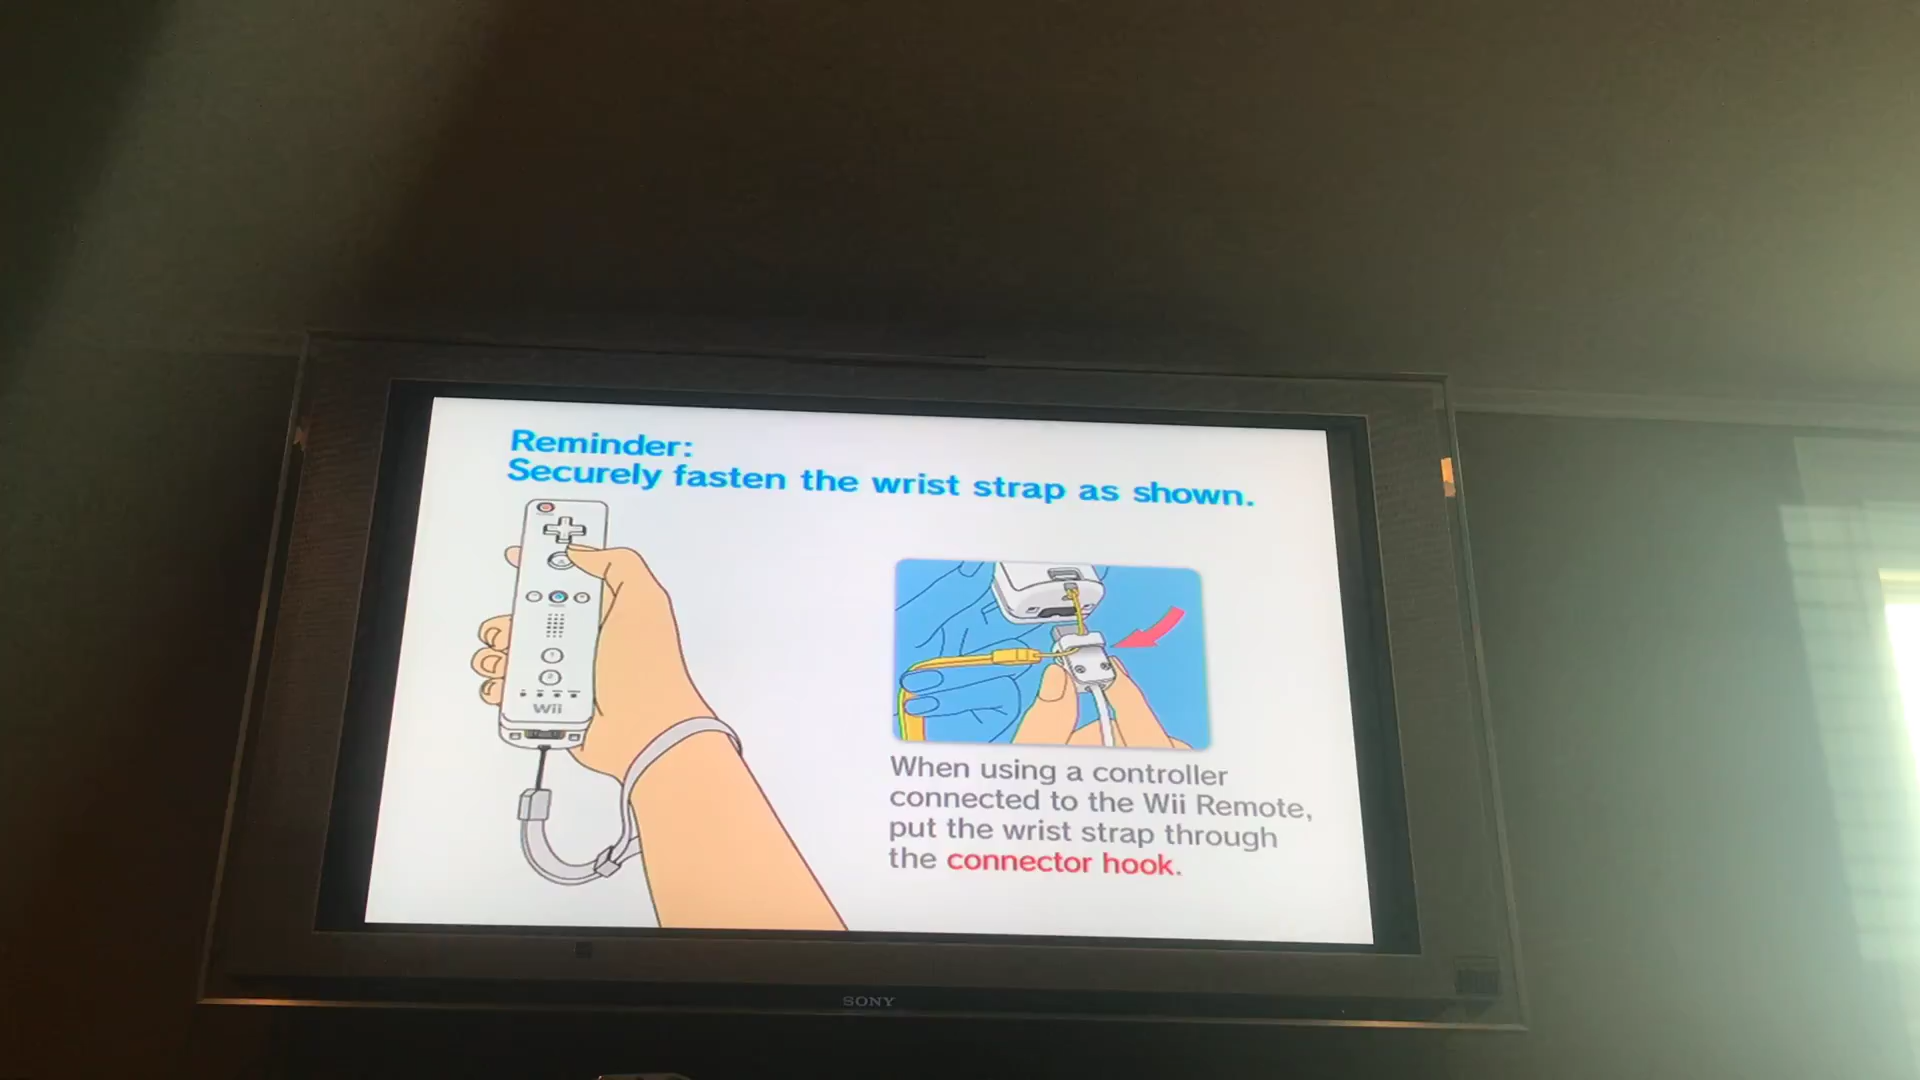 Reminder:
Securely fasten the wrist strap as shown.
Wii
When using a controller
connected to the Wii Remote,
put the wrist strap through
the connector hook.
SONY